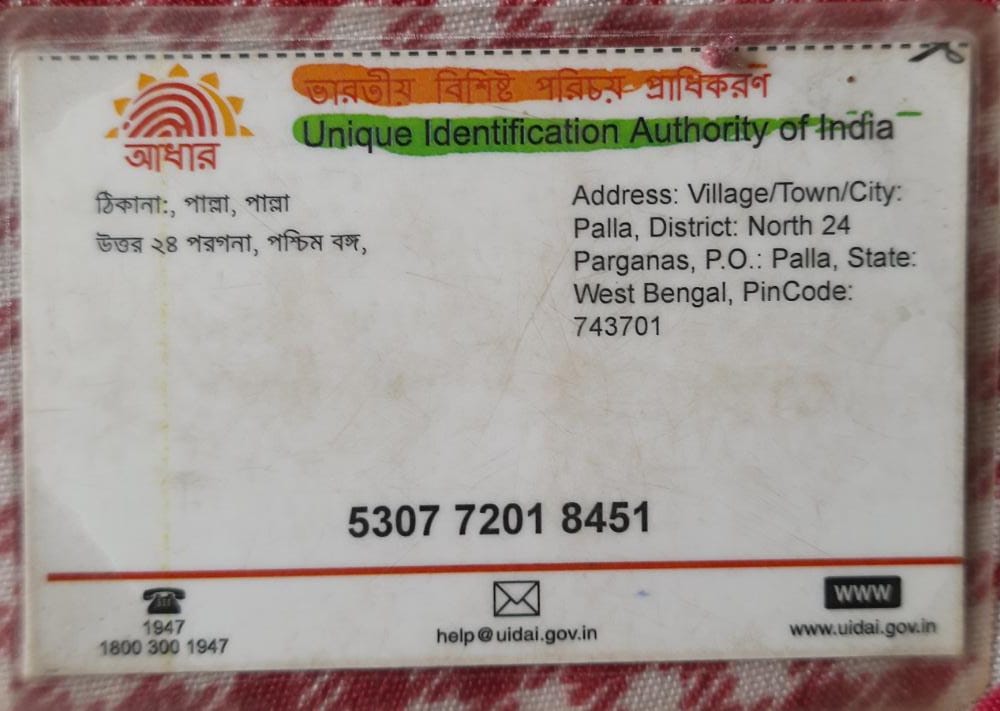 ভারতীয় বিশিষ্ট পরিচয় প্রাধিকরণ
Unique Identification Authority of India
আধার
ঠিকানা:, পাল্লা, পাল্লা
উত্তর ২৪ পরগনা, পশ্চিম বঙ্গ,
Address: Village/Town/City:
Palla, District: North 24
Parganas, P.O.: Palla, State:
West Bengal, PinCode:
743701
5307 7201 8451
1947
1800 300 1947
help@uidai.gov.in
WWW
www.uidai.gov.in